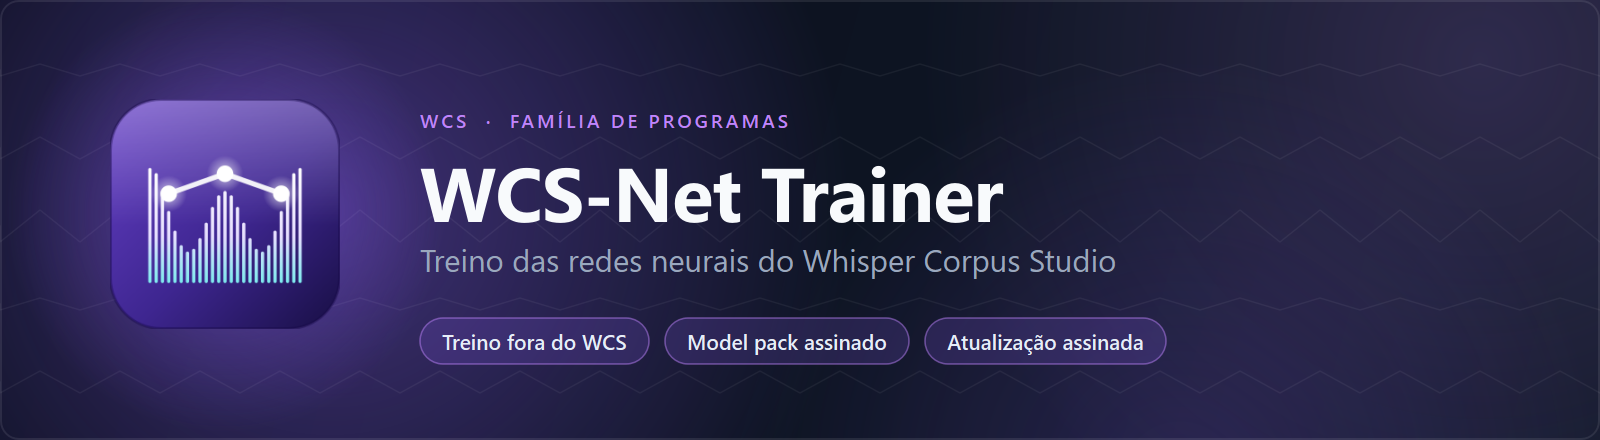 WCS · FAMÍLIA DE PROGRAMAS
WCS-Net Trainer
Treino das redes neurais do Whisper Corpus Studio
Treino fora do WCS
Model pack assinado
Atualização assinada